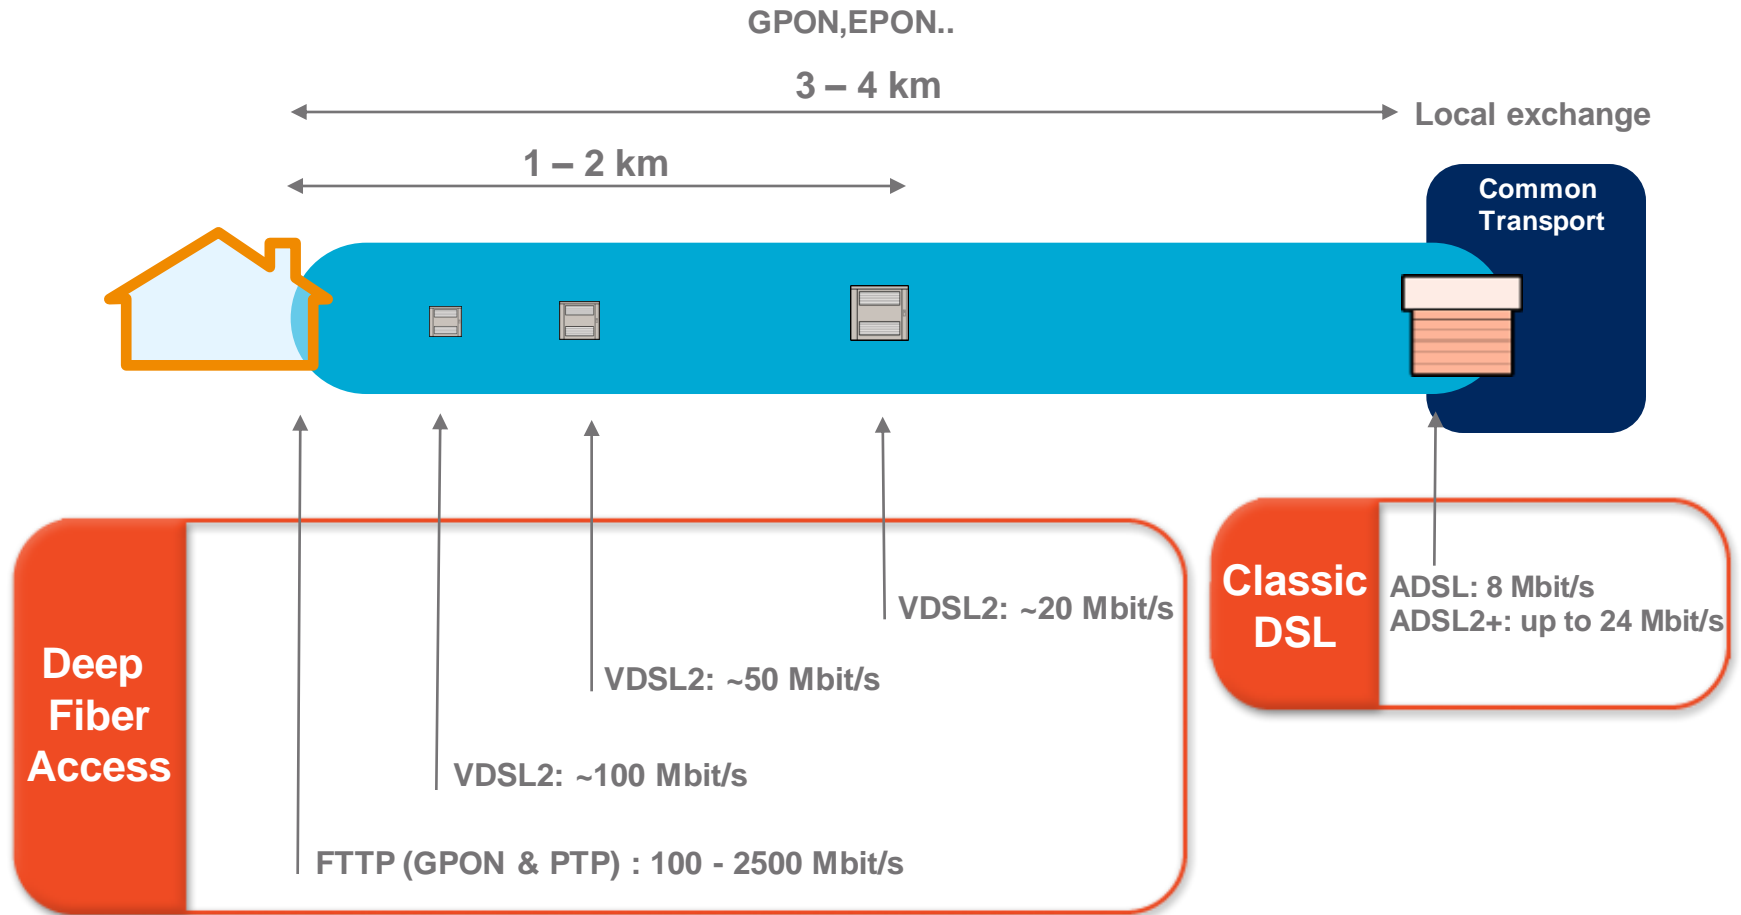 GPON,EPON..
3 – 4 km
Local exchange
1 – 2 km
Common
Transport
Deep
Fiber
Access
VDSL2: ~20 Mbit/s
VDSL2: ~50 Mbit/s
VDSL2: ~100 Mbit/s
FTTP (GPON & PTP) : 100 - 2500 Mbit/s
Classic
DSL
ADSL: 8 Mbit/s
ADSL2+: up to 24 Mbit/s